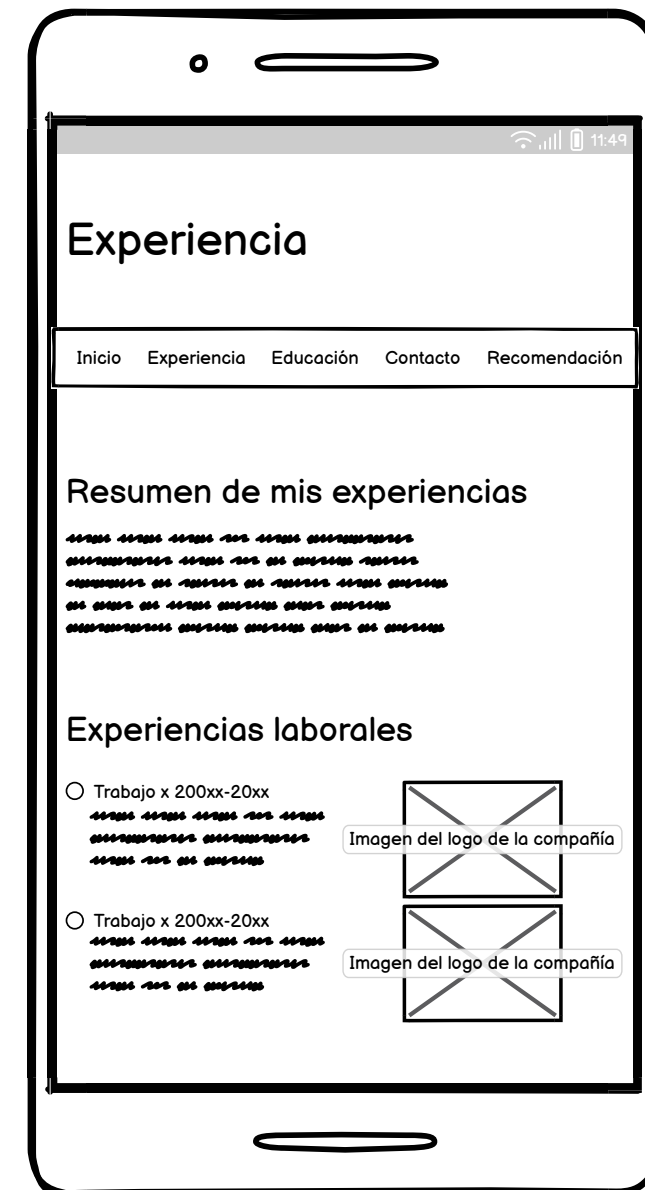 11:49
Experiencia
Inicio Experiencia Educación Contacto Recomendación
Resumen de mis experiencias
Experiencias laborales
Trabajo x 200xx-20xx
Imagen del logo de la compañía
Trabajo x 200xx-20xx
Imagen del logo de la compañía